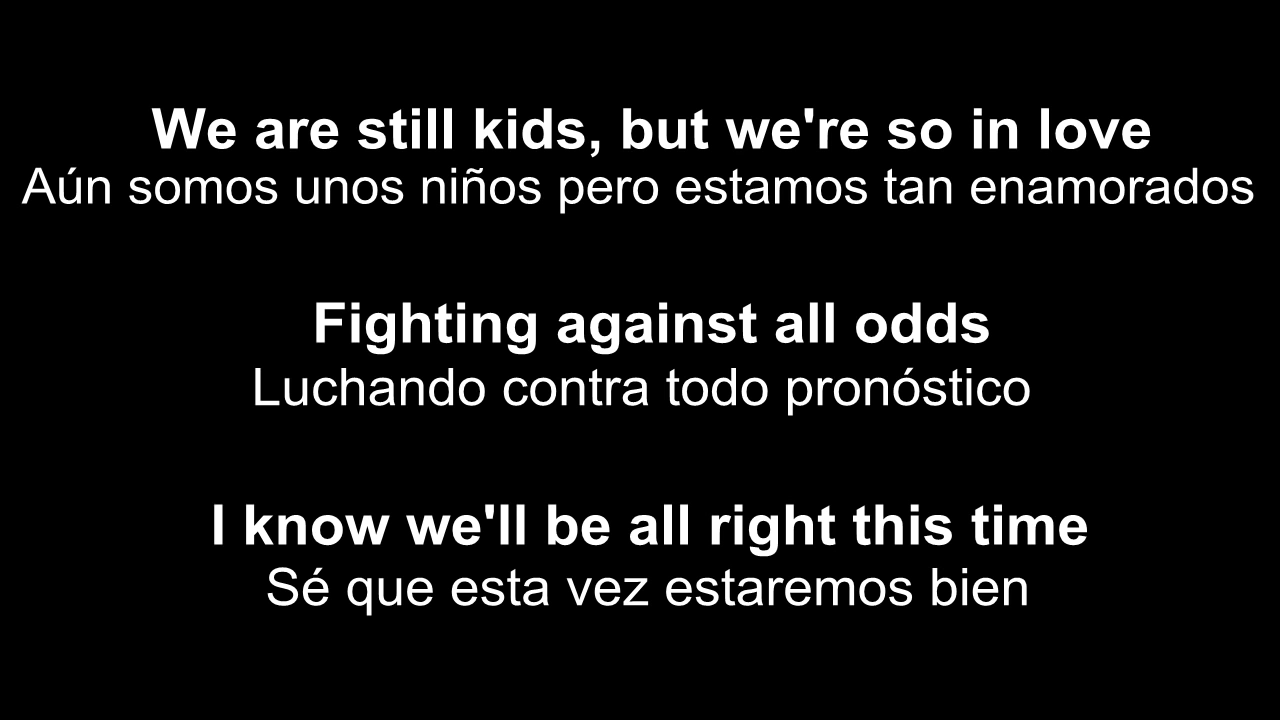 We are still kids, but we're so in love
Aún somos unos niños pero estamos tan enamorados
Fighting against all odds
Luchando contra todo pronóstico
I know we'll be all right this time
Sé que esta vez estaremos bien